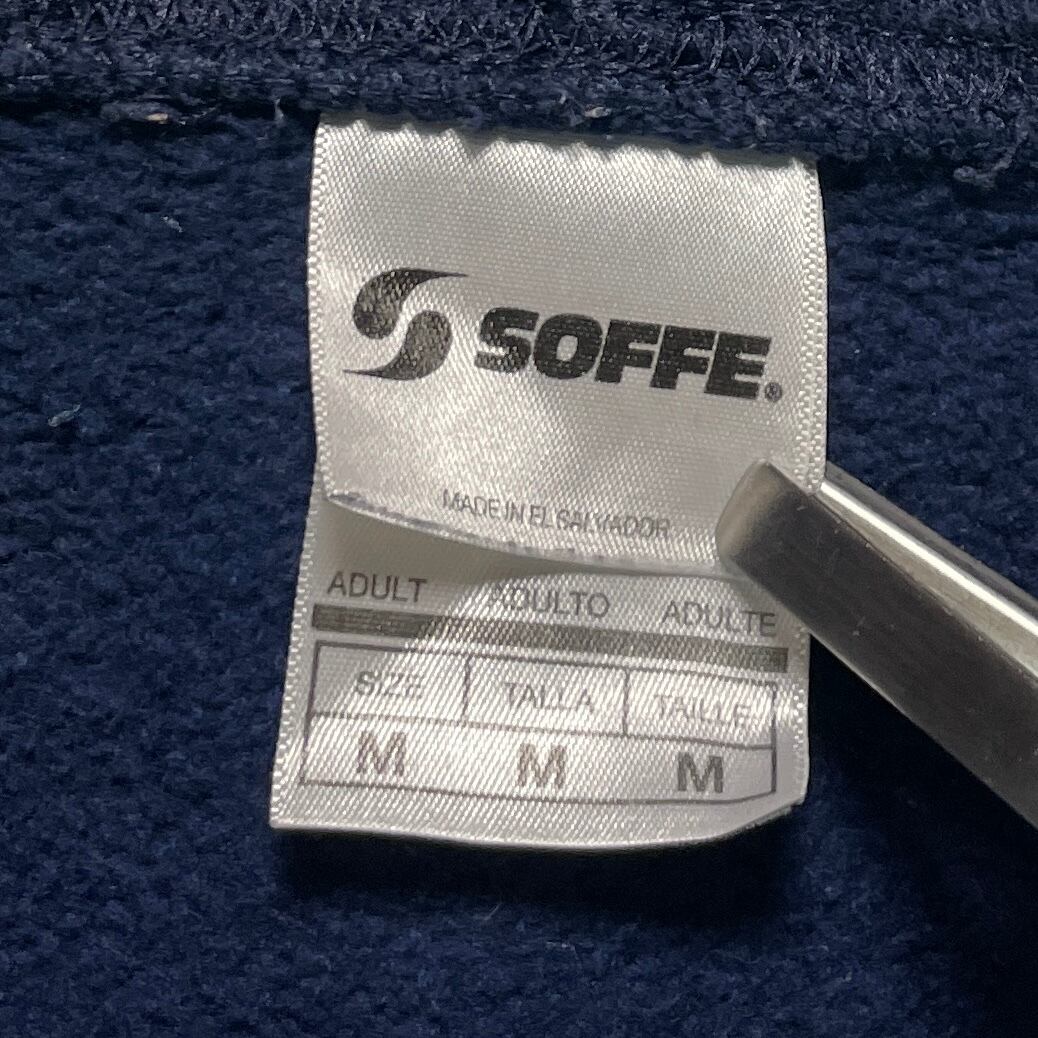 SOFFE®
MADE IN EL SALVADOR
ADULT ADULTO ADULTE
SIZE TALLA TAILLE
M M M